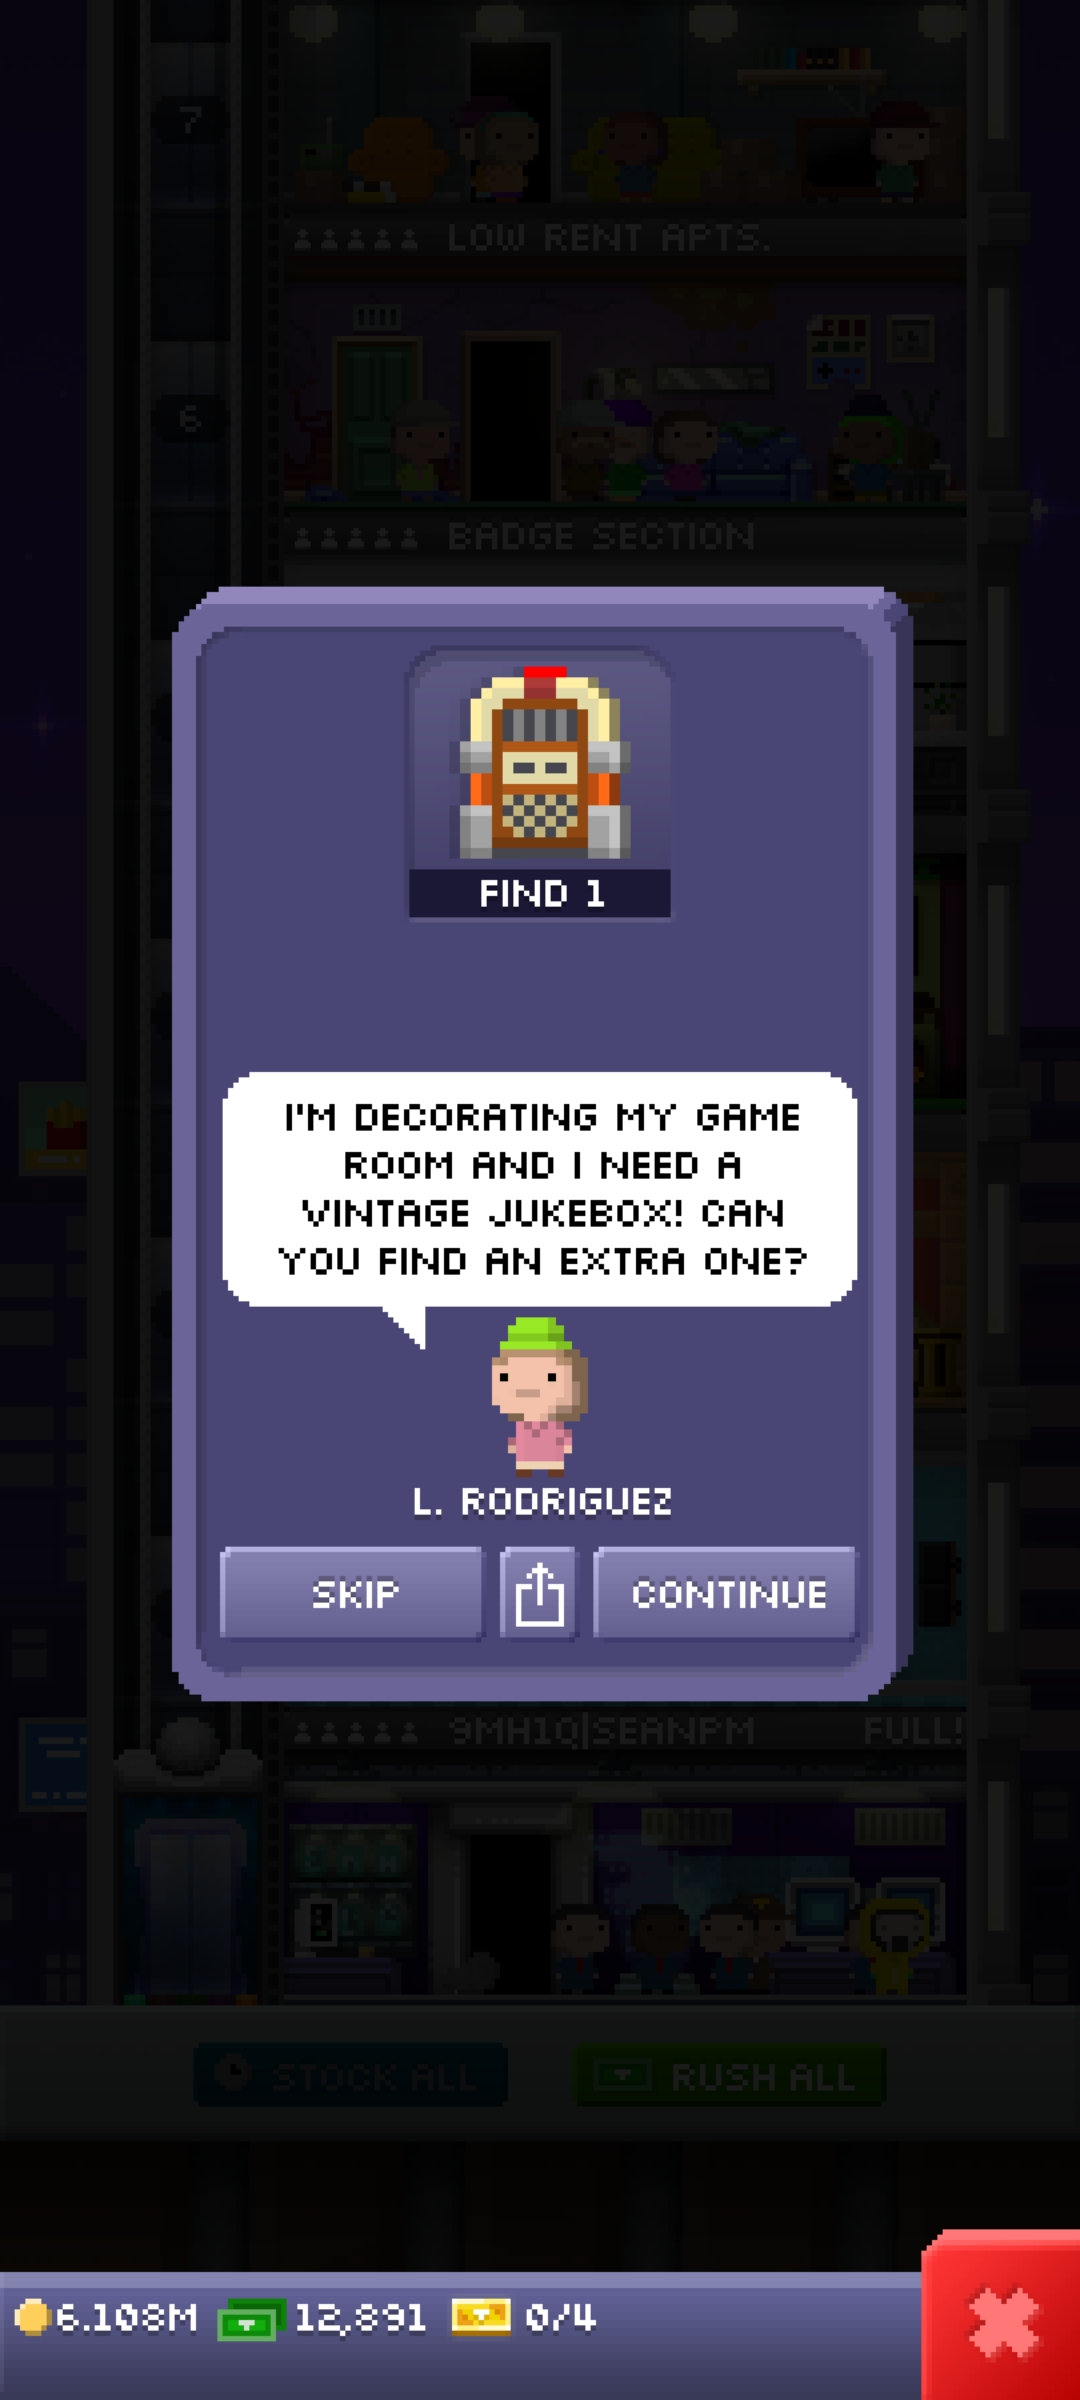 7
LOW RENT APTS.
6
BADGE SECTION
FIND 1
I'M DECORATING MY GAME
ROOM AND I NEED A
VINTAGE JUKEBOX! CAN
YOU FIND AN EXTRA ONE?
L. RODRIGUEZ
SKIP
CONTINUE
9MH1Q|SEANPM FULL!
STOCK ALL
RUSH ALL
6.108M 12,891 0/4